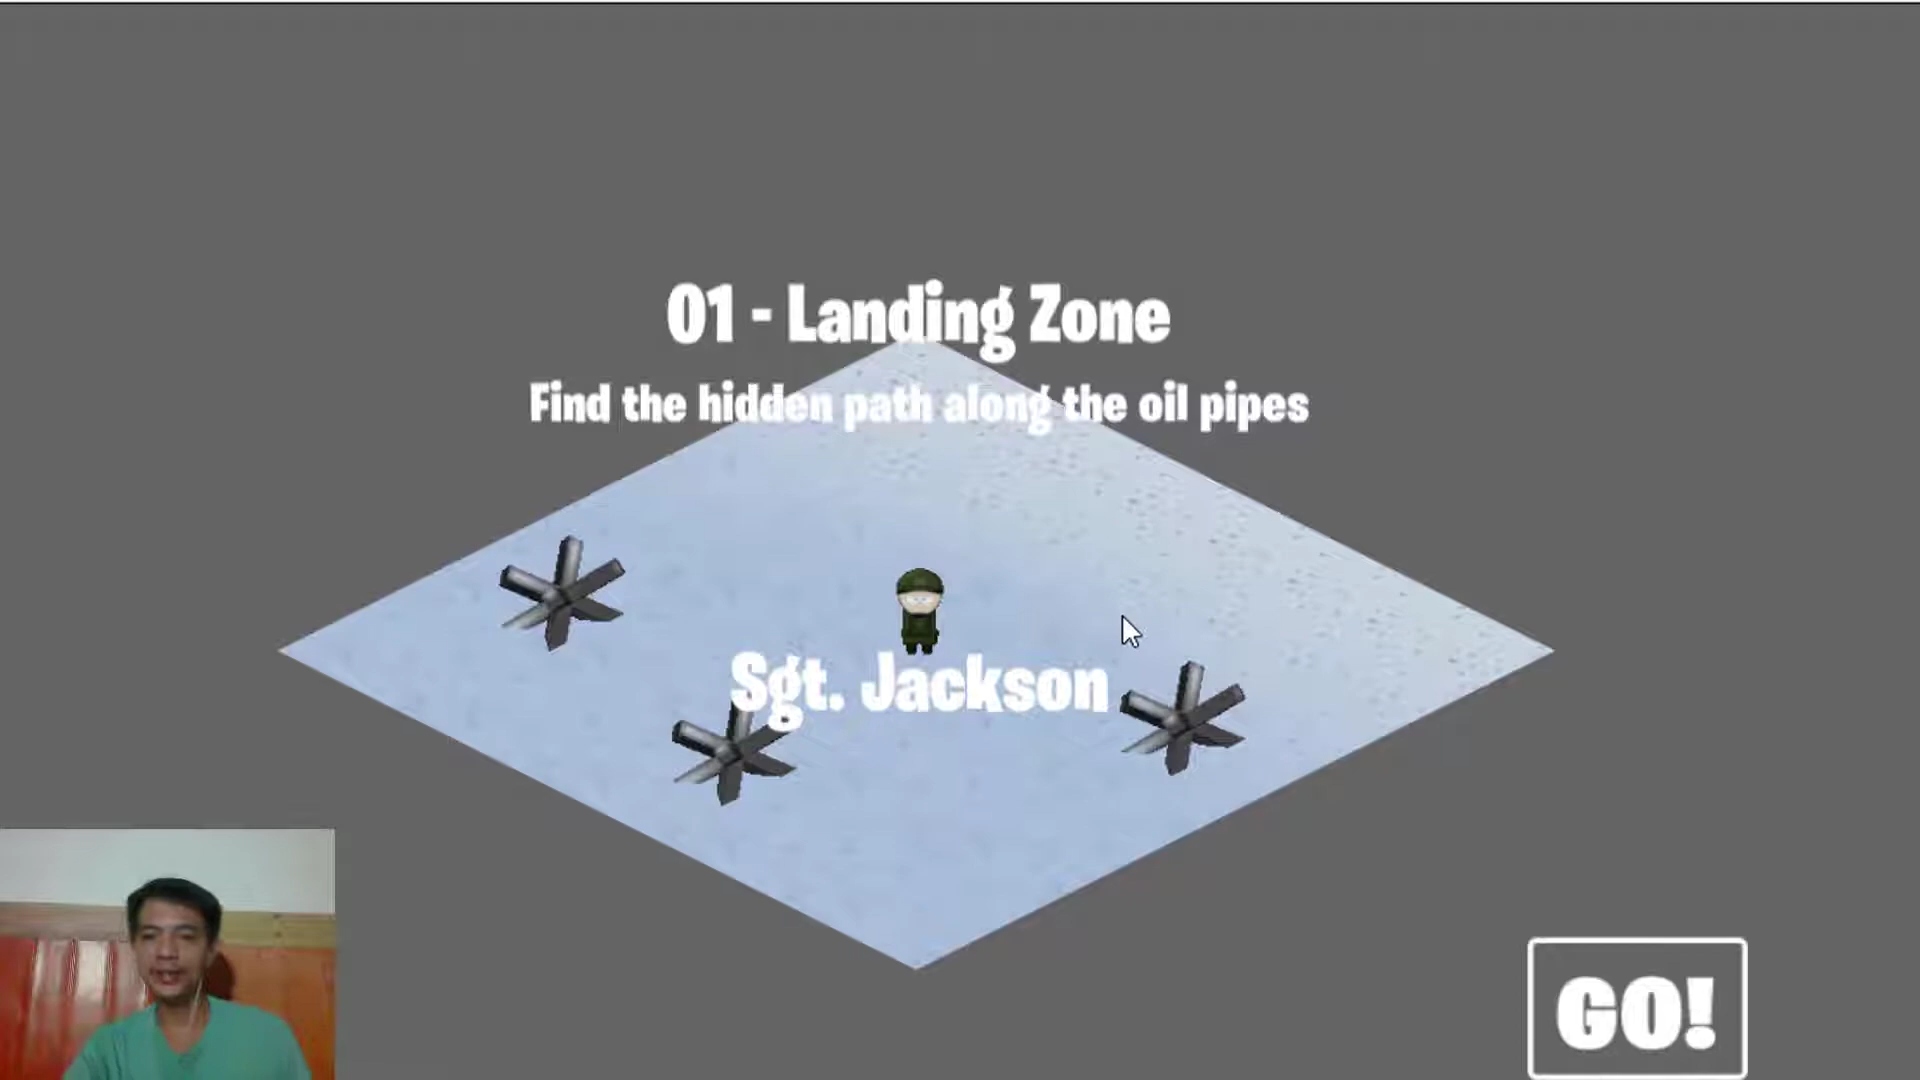 01 - Landing Zone
Find the hidden path along the oil pipes
Sgt. Jackson
GO!